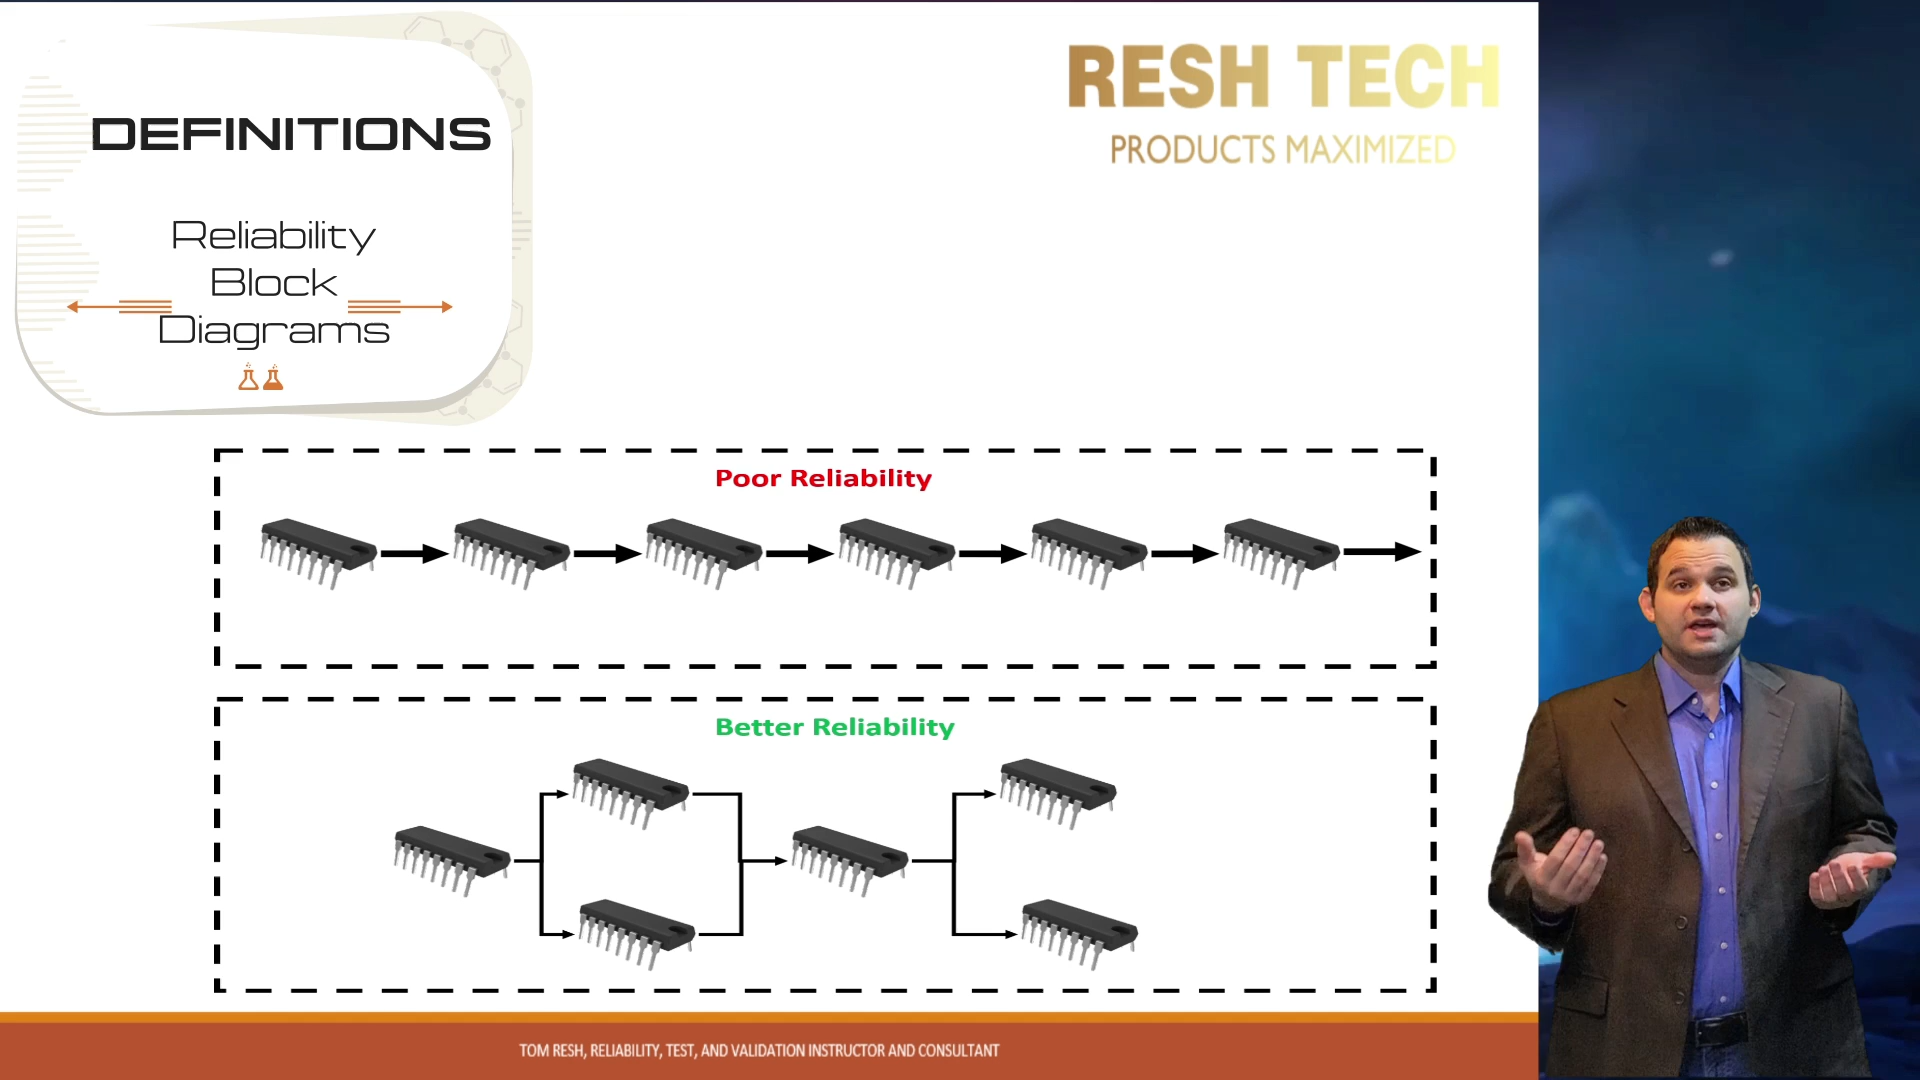 DEFINITIONS
Reliability
Block
Diagrams
RESH TECH
PRODUCTS MAXIMIZED
Poor Reliability
Better Reliability
TOM RESH, RELIABILITY, TEST, AND VALIDATION INSTRUCTOR AND CONSULTANT